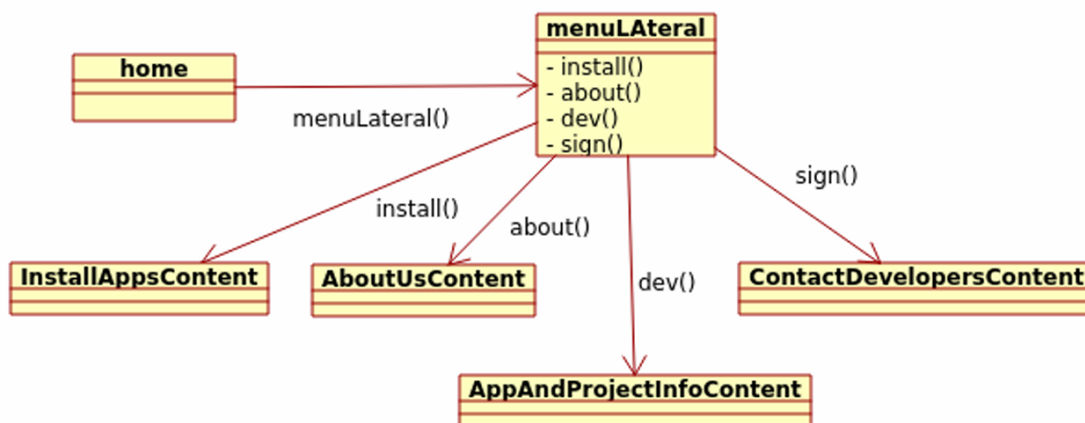 menuLAteral
- install()
- about()
- dev()
- sign()
home
menuLateral()
install()
about()
dev()
sign()
InstallAppsContent
AboutUsContent
ContactDevelopersContent
AppAndProjectInfoContent